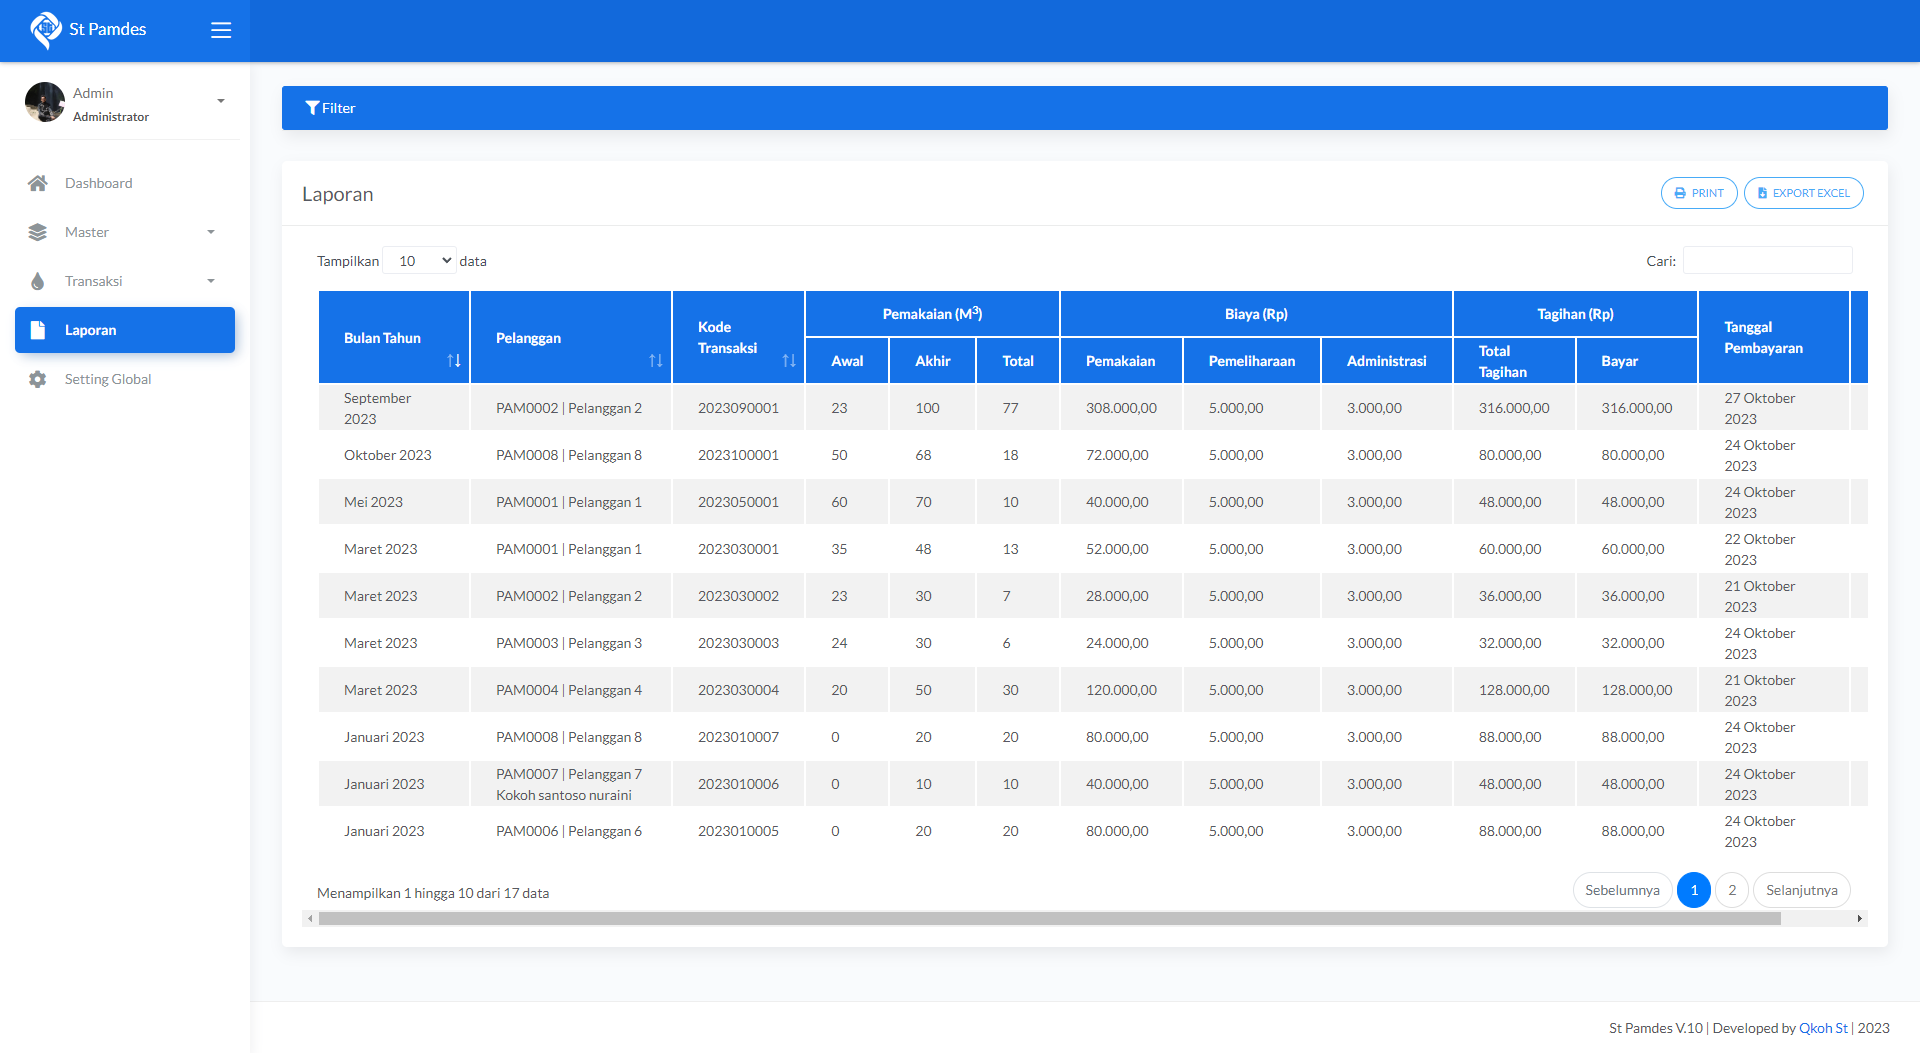 St Pamdes
Admin
Administrator
Dashboard
Master
Transaksi
Laporan
Setting Global
Filter
Laporan
PRINT
EXPORT EXCEL
Tampilkan 10 data
Cari:
Bulan Tahun
Pelanggan
Kode
Transaksi
Pemakaian (M³)
Biaya (Rp)
Tagihan (Rp)
Tanggal
Pembayaran
Awal
Akhir
Total
Pemakaian
Pemeliharaan
Administrasi
Total
Tagihan
Bayar
September
2023
PAM0002 | Pelanggan 2
2023090001
23
100
77
308.000,00
5.000,00
3.000,00
316.000,00
316.000,00
27 Oktober
2023
Oktober 2023
PAM0008 | Pelanggan 8
2023100001
50
68
18
72.000,00
5.000,00
3.000,00
80.000,00
80.000,00
24 Oktober
2023
Mei 2023
PAM0001 | Pelanggan 1
2023050001
60
70
10
40.000,00
5.000,00
3.000,00
48.000,00
48.000,00
24 Oktober
2023
Maret 2023
PAM0001 | Pelanggan 1
2023030001
35
48
13
52.000,00
5.000,00
3.000,00
60.000,00
60.000,00
22 Oktober
2023
Maret 2023
PAM0002 | Pelanggan 2
2023030002
23
30
7
28.000,00
5.000,00
3.000,00
36.000,00
36.000,00
21 Oktober
2023
Maret 2023
PAM0003 | Pelanggan 3
2023030003
24
30
6
24.000,00
5.000,00
3.000,00
32.000,00
32.000,00
24 Oktober
2023
Maret 2023
PAM0004 | Pelanggan 4
2023030004
20
50
30
120.000,00
5.000,00
3.000,00
128.000,00
128.000,00
21 Oktober
2023
Januari 2023
PAM0008 | Pelanggan 8
2023010007
0
20
20
80.000,00
5.000,00
3.000,00
88.000,00
88.000,00
24 Oktober
2023
Januari 2023
PAM0007 | Pelanggan 7
Kokoh santoso nuraini
2023010006
0
10
10
40.000,00
5.000,00
3.000,00
48.000,00
48.000,00
24 Oktober
2023
Januari 2023
PAM0006 | Pelanggan 6
2023010005
0
20
20
80.000,00
5.000,00
3.000,00
88.000,00
88.000,00
24 Oktober
2023
Menampilkan 1 hingga 10 dari 17 data
Sebelumnya
1
2
Selanjutnya
St Pamdes V.10 | Developed by Qkoh St | 2023